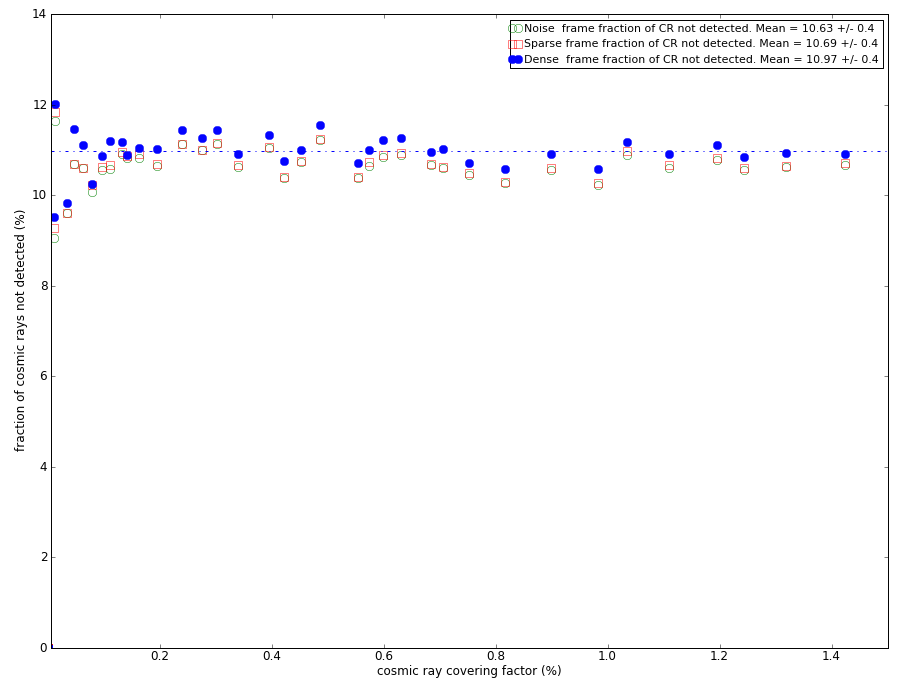 14
12
10
8
6
4
2
0
Noise  frame fraction of CR not detected. Mean = 10.63 +/- 0.4
Sparse frame fraction of CR not detected. Mean = 10.69 +/- 0.4
Dense  frame fraction of CR not detected. Mean = 10.97 +/- 0.4
fraction of cosmic rays not detected (%)
0.2 0.4 0.6 0.8 1.0 1.2 1.4
cosmic ray covering factor (%)